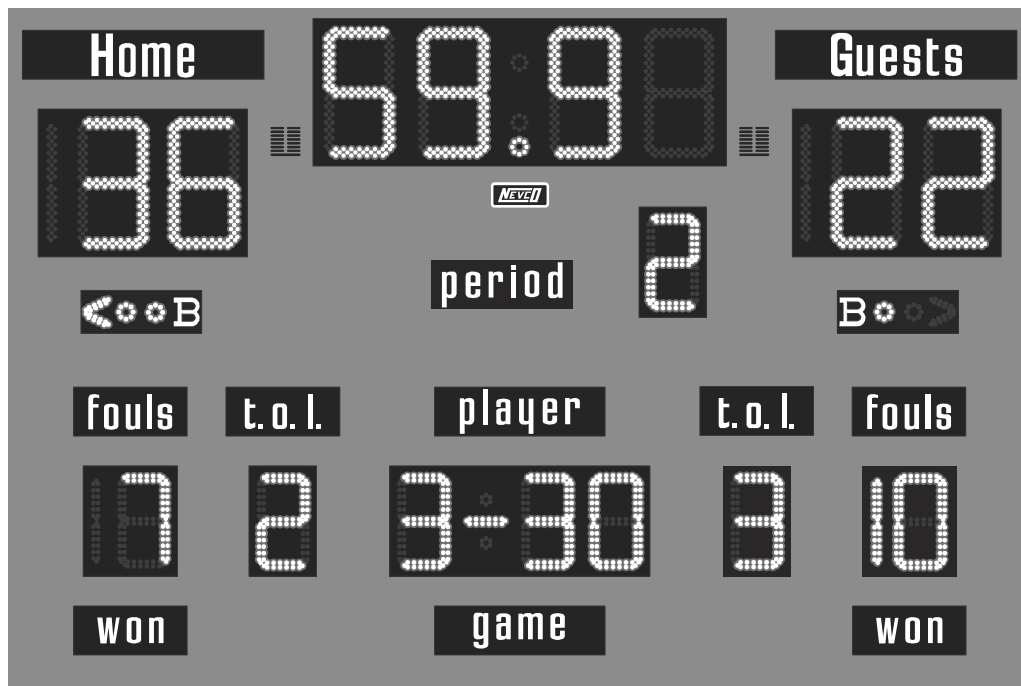 Home 59.9 Guests
36 22
NEVCO
period 2
<••B B•
fouls t.o.l. player t.o.l. fouls
7 2 3-30 3 10
won game won